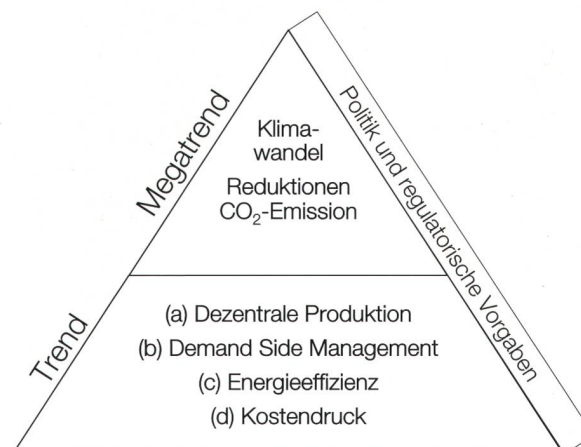 Megatrend
Klima-
wandel
Reduktionen
CO₂-Emission
Politik und regulatorische Vorgaben
Trend
(a) Dezentrale Produktion
(b) Demand Side Management
(c) Energieeffizienz
(d) Kostendruck